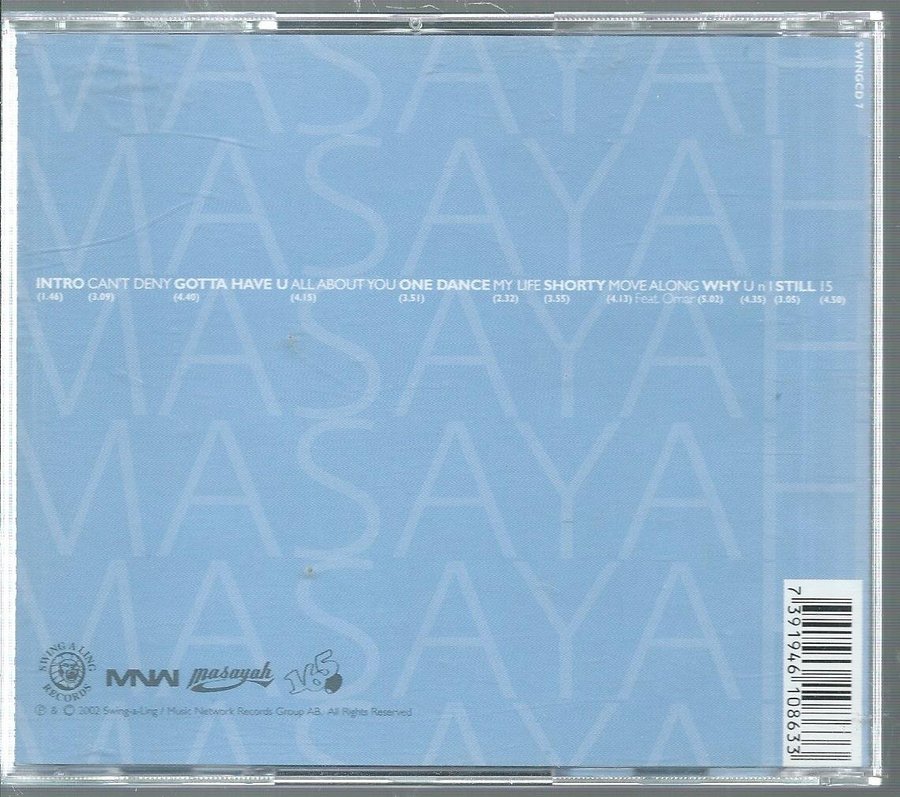 MASAYAH
SWINGCD 7
MASAYAH
INTRO CAN'T DENY GOTTA HAVE U ALL ABOUT YOU ONE DANCE MY LIFE SHORTY MOVE ALONG WHY U n I STILL 15
(1.46) (3.09) (4.40) (4.15) (3.51) (2.32) (3.55) (4.13) Feat. Omar (5.02) (4.35) (3.05) (4.50)
MASAYAH
MASAYAH
MASAYA
SWING A LING RECORDS
MNW
masayah
℗ & © 2002 Swing-a-Ling / Music Network Records Group AB. All Rights Reserved
MASAYA
7 391946 108633